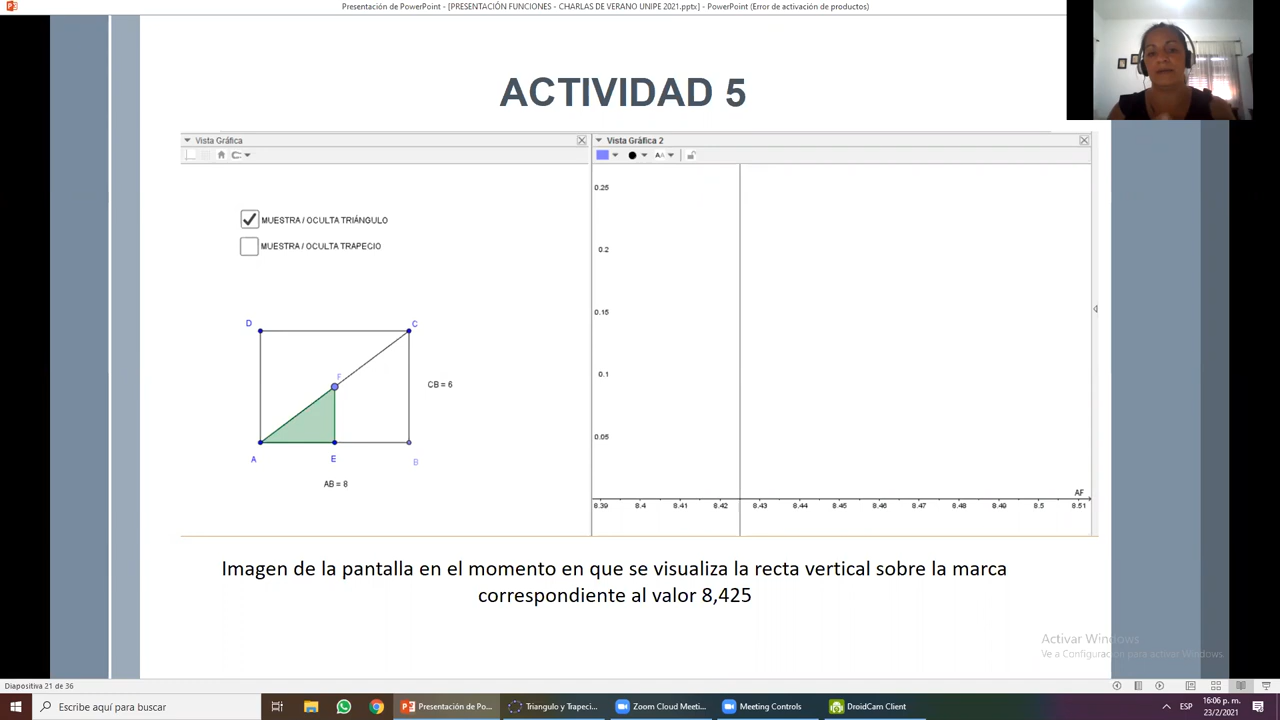 Presentación de PowerPoint - [PRESENTACIÓN FUNCIONES - CHARLAS DE VERANO UNIPE 2021.pptx] - PowerPoint (Error de activación de productos)
ACTIVIDAD 5
Vista Gráfica
Vista Gráfica 2
AA
MUESTRA / OCULTA TRIÁNGULO
MUESTRA / OCULTA TRAPECIO
0.25
0.2
0.15
0.1
0.05
D
C
F
CB = 6
A
E
B
AB = 8
AF
8.39 8.4 8.41 8.42 8.43 8.44 8.45 8.46 8.47 8.48 8.49 8.5 8.51
Imagen de la pantalla en el momento en que se visualiza la recta vertical sobre la marca
correspondiente al valor 8,425
Activar Windows
Ve a Configuración para activar Windows.
Diapositiva 21 de 36
Escribe aquí para buscar
Presentación de Po...
Triangulo y Trapeci...
Zoom Cloud Meeti...
Meeting Controls
DroidCam Client
ESP
16:06 p. m.
23/2/2021